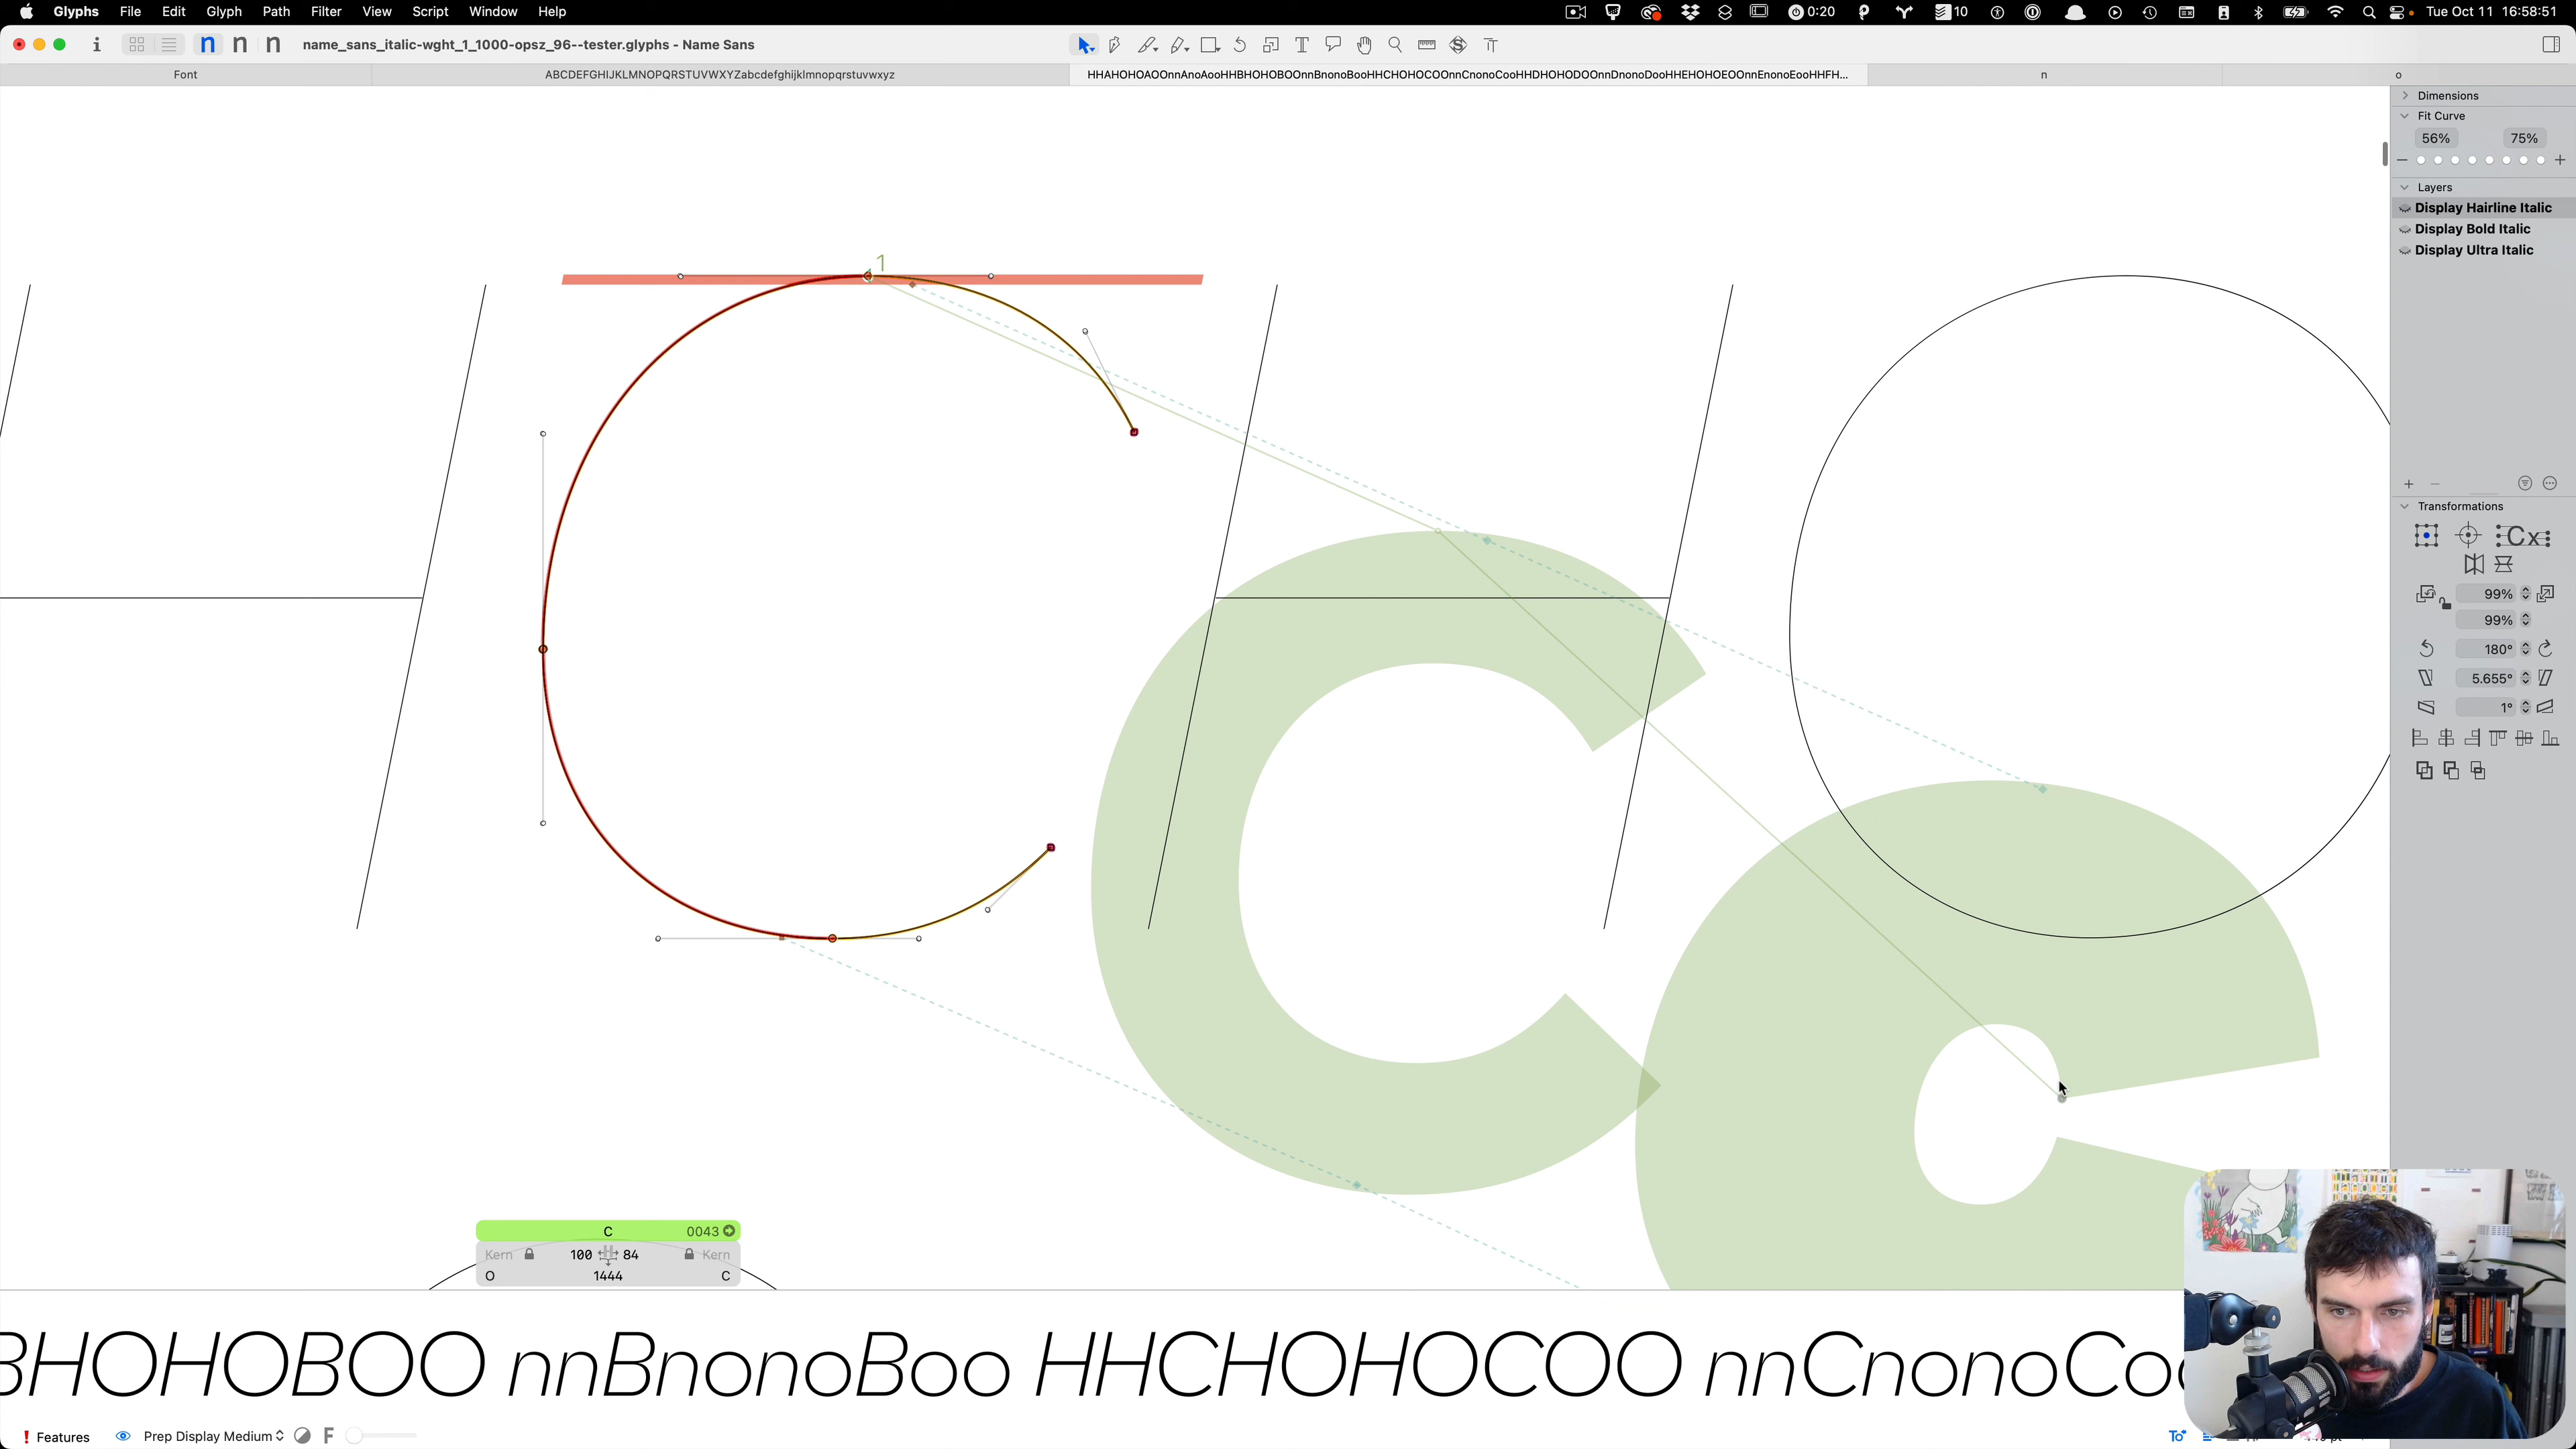 Glyphs File Edit Glyph Path Filter View Script Window Help 0:20 10 Tue Oct 11 16:58:51
n n n name_sans_italic-wght_1_1000-opsz_96--tester.glyphs - Name Sans
Font ABCDEFGHIJKLMNOPQRSTUVWXYZabcdefghijklmnopqrstuvwxyz HHAHOHOAOOnnAnoAooHHBHOHOBOOnnBnonoBooHHCHOHOCOOnnCnonoCooHHDHOHODOOnnDnonoDooHHEHOHOEOOnnEnonoEooHHFH... n o
Dimensions
Fit Curve
56% 75%
Layers
Display Hairline Italic
Display Bold Italic
Display Ultra Italic
1
Transformations
99%
99%
180°
5.655°
1°
C 0043
Kern 100 84 Kern
O 1444 C
BHOHOBOO nnBnonoBoo HHCHOHOCOO nnCnonoCoo
Features Prep Display Medium F